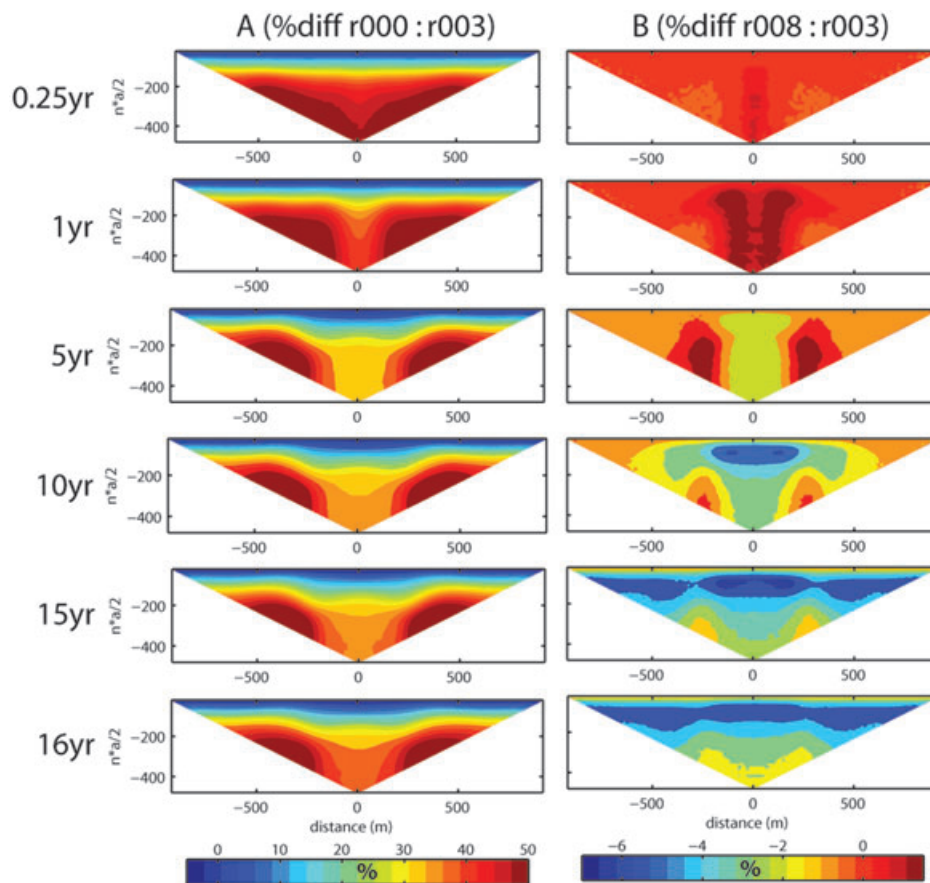 A (%diff r000 : r003) B (%diff r008 : r003)
0.25yr
n*a/2
−200
−400
−500 0 500 −500 0 500
1yr
n*a/2
−200
−400
−500 0 500 −500 0 500
5yr
n*a/2
−200
−400
−500 0 500 −500 0 500
10yr
n*a/2
−200
−400
−500 0 500 −500 0 500
15yr
n*a/2
−200
−400
−500 0 500 −500 0 500
16yr
n*a/2
−200
−400
−500 0 500 −500 0 500
distance (m) distance (m)
0 10 20 % 30 40 50 −6 −4 % −2 0